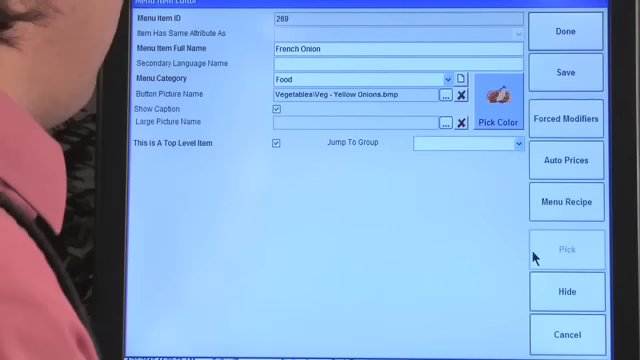 Menu Item Editor
Menu Item ID 269
Item Has Same Attribute As
Menu Item Full Name French Onion
Secondary Language Name
Menu Category Food
Button Picture Name Vegetables\Veg - Yellow Onions.bmp ...
Show Caption
Large Picture Name ...
Pick Color
This is A Top Level Item Jump To Group
Done
Save
Forced Modifiers
Auto Prices
Menu Recipe
Pick
Hide
Cancel